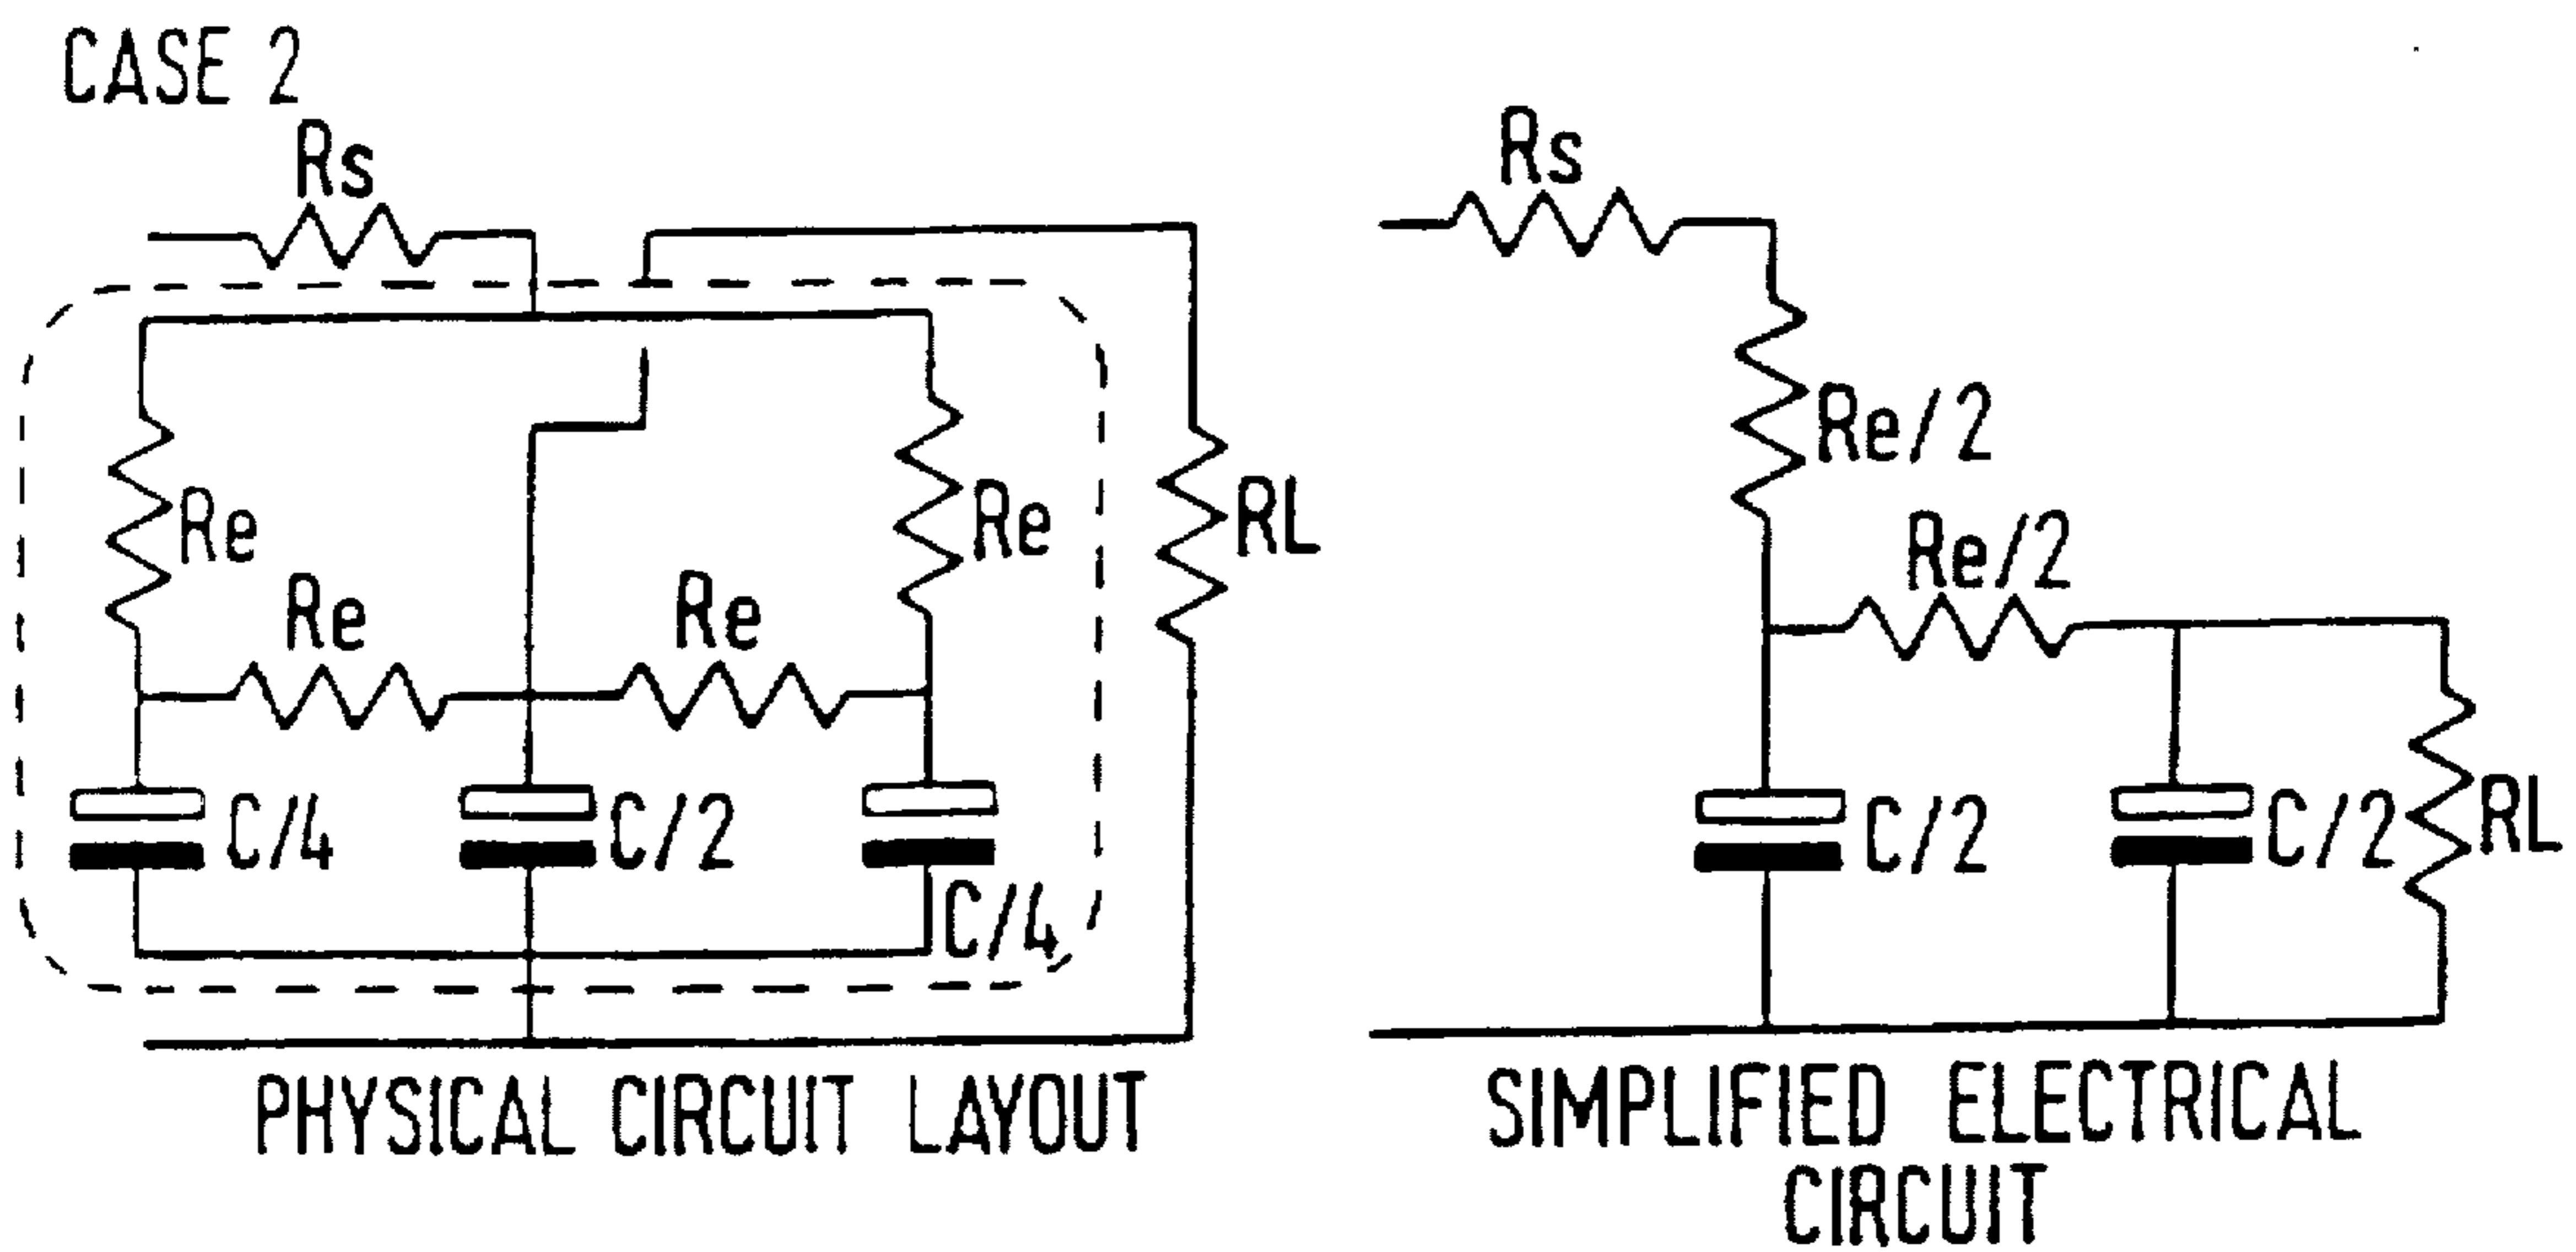 CASE 2
Rs
Re
Re
Re
Re
RL
C/4
C/2
C/4
PHYSICAL CIRCUIT LAYOUT
Rs
Re/2
Re/2
C/2
C/2
RL
SIMPLIFIED ELECTRICAL
CIRCUIT